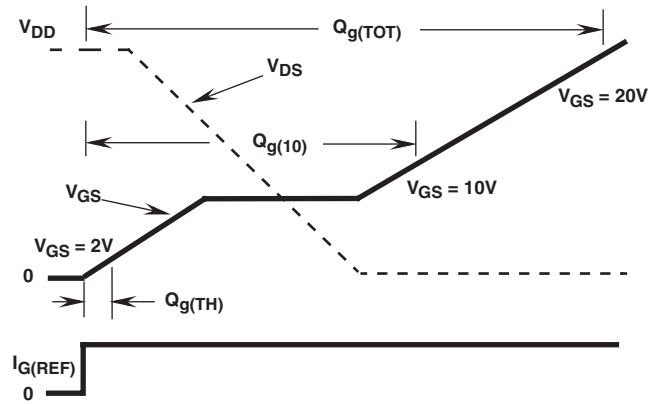 V_DD
Q_g(TOT)
V_DS
V_GS = 20V
Q_g(10)
V_GS
V_GS = 10V
V_GS = 2V
0
Q_g(TH)
I_G(REF)
0